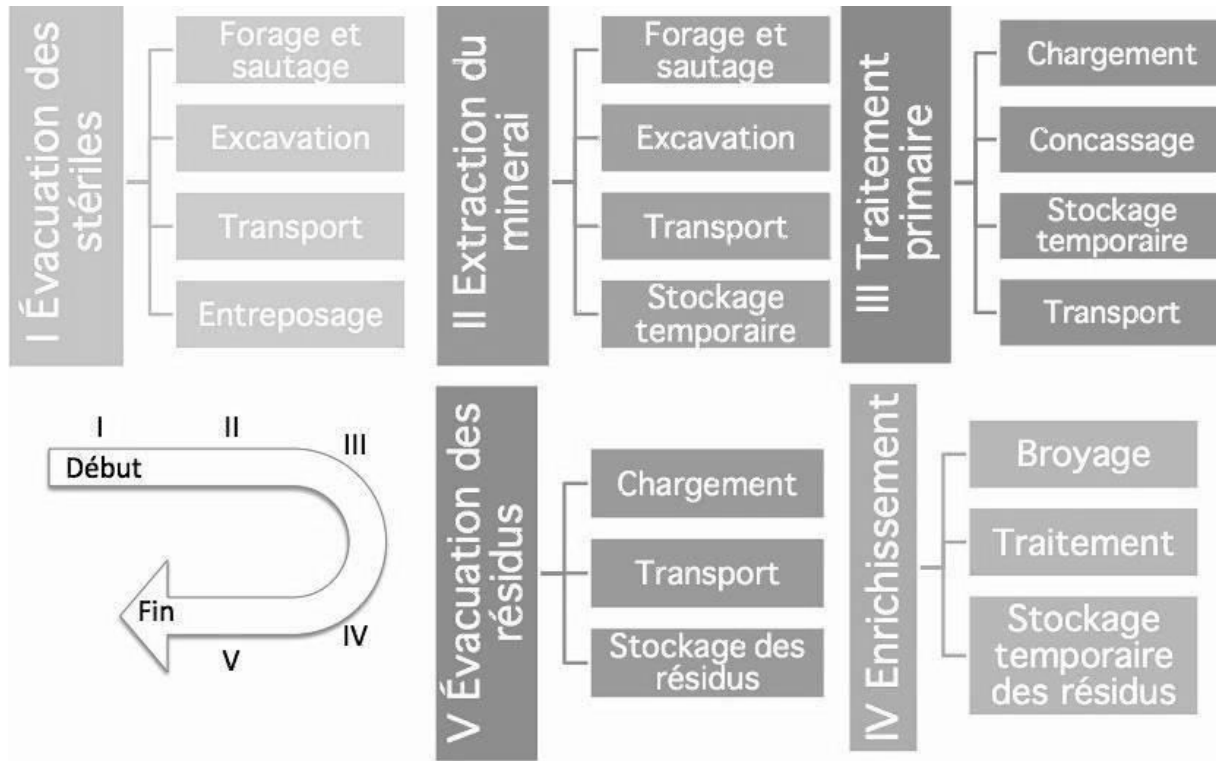 I Évacuation des
stériles
Forage et
sautage
Excavation
Transport
Entreposage
II Extraction du
minerai
Forage et
sautage
Excavation
Transport
Stockage
temporaire
III Traitement
primaire
Chargement
Concassage
Stockage
temporaire
Transport
I
II
III
Début
Fin
IV
V
V Évacuation des
résidus
Chargement
Transport
Stockage des
résidus
IV Enrichissement
Broyage
Traitement
Stockage
temporaire
des résidus